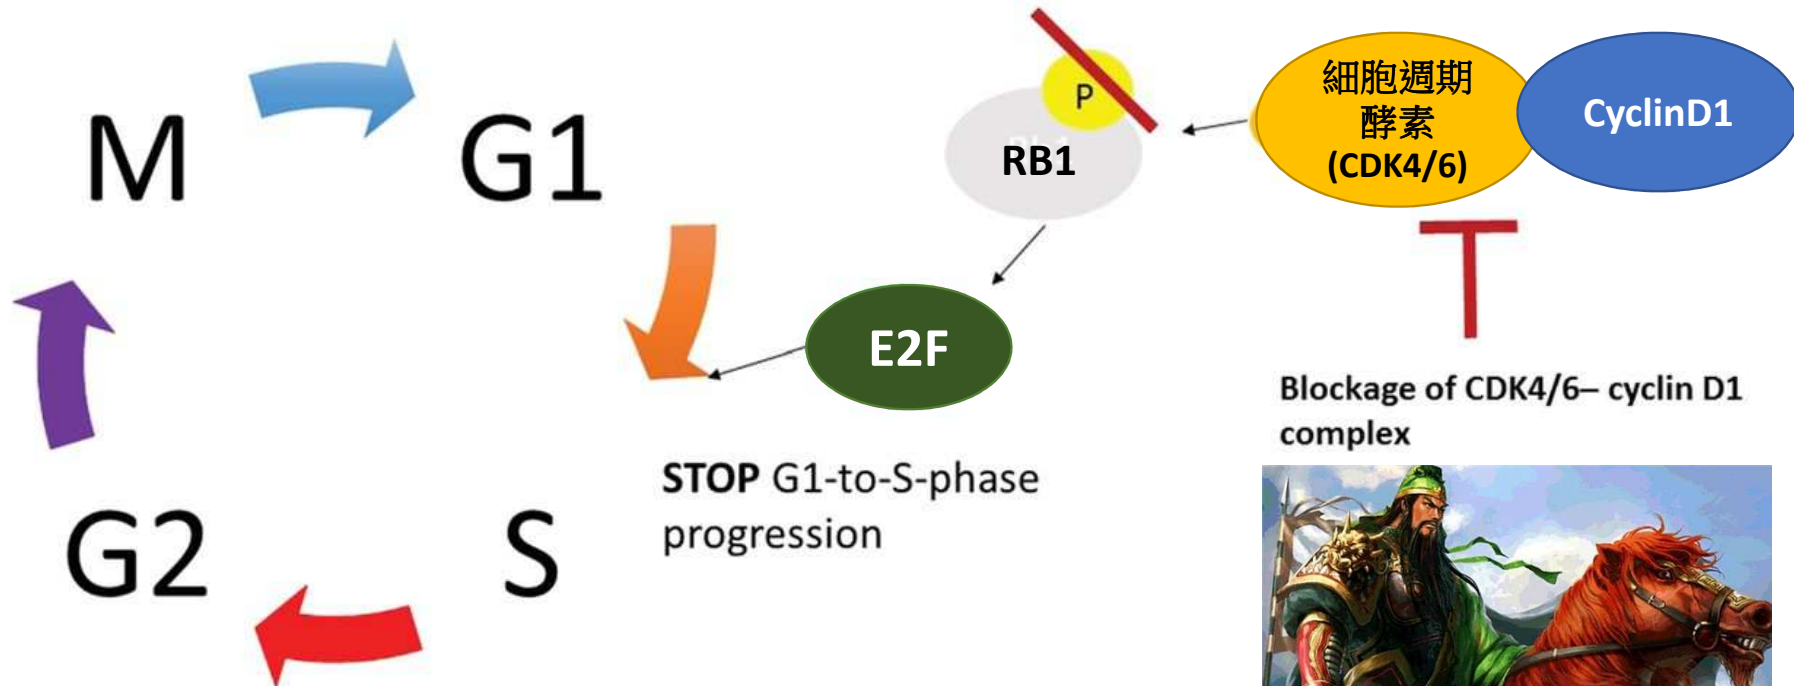 M
G1
G2
S
P
RB1
細胞週期
酵素
(CDK4/6)
CyclinD1
E2F
STOP G1-to-S-phase
progression
Blockage of CDK4/6– cyclin D1
complex